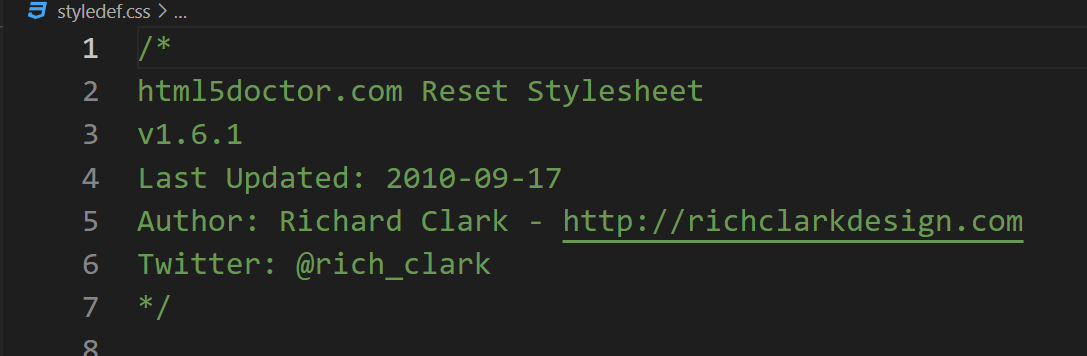 styledef.css > ...
1 /*
2 html5doctor.com Reset Stylesheet
3 v1.6.1
4 Last Updated: 2010-09-17
5 Author: Richard Clark - http://richclarkdesign.com
6 Twitter: @rich_clark
7 */
8